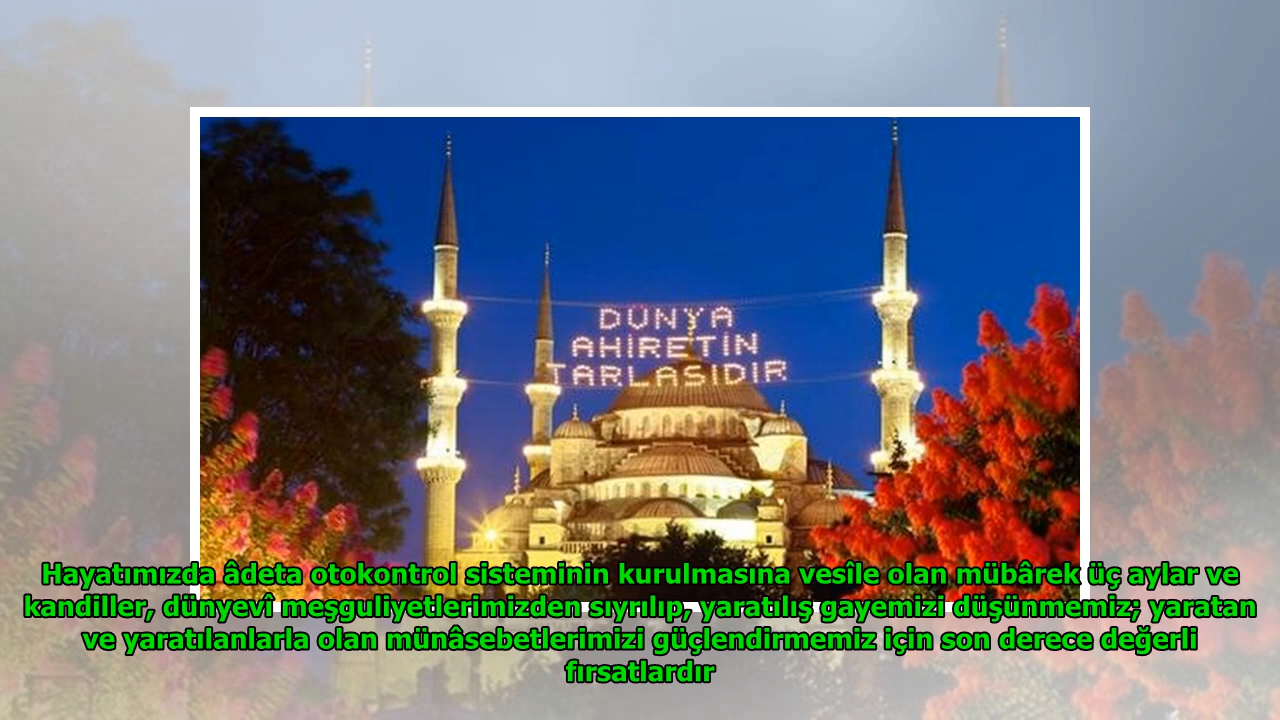 DÜNYA
AHİRETİN
TARLASIDIR
Hayatımızda âdeta otokontrol sisteminin kurulmasına vesîle olan mübârek üç aylar ve
kandiller, dünyevî meşguliyetlerimizden sıyrılıp, yaratılış gayemizi düşünmemiz; yaratan
ve yaratılanlarla olan münâsebetlerimizi güçlendirmemiz için son derece değerli
fırsatlardır